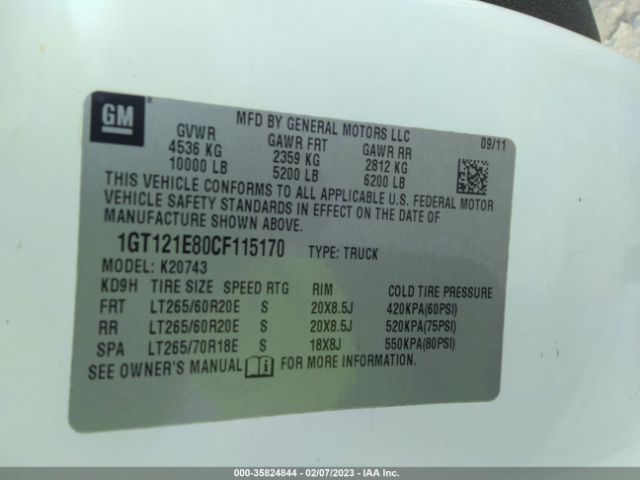 GM
®
MFD BY GENERAL MOTORS LLC
09/11
GVWR GAWR FRT GAWR RR
4536 KG 2359 KG 2812 KG
10000 LB 5200 LB 6200 LB
THIS VEHICLE CONFORMS TO ALL APPLICABLE U.S. FEDERAL MOTOR
VEHICLE SAFETY STANDARDS IN EFFECT ON THE DATE OF
MANUFACTURE SHOWN ABOVE.
1GT121E80CF115170 TYPE: TRUCK
MODEL: K20743
KD9H TIRE SIZE SPEED RTG RIM COLD TIRE PRESSURE
FRT LT265/60R20E S 20X8.5J 420KPA(60PSI)
RR LT265/60R20E S 20X8.5J 520KPA(75PSI)
SPA LT265/70R18E S 18X8J 550KPA(80PSI)
SEE OWNER'S MANUAL FOR MORE INFORMATION.
000-35824844 - 02/07/2023 - IAA Inc.